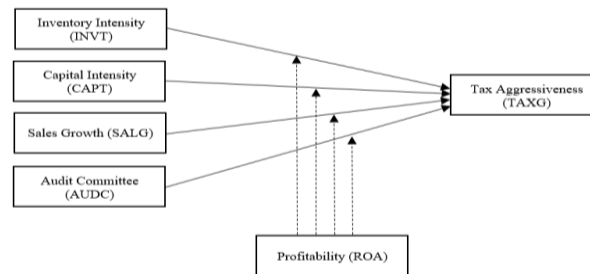 Inventory Intensity
(INVT)
Capital Intensity
(CAPT)
Tax Aggressiveness
(TAXG)
Sales Growth (SALG)
Audit Committee
(AUDC)
Profitability (ROA)